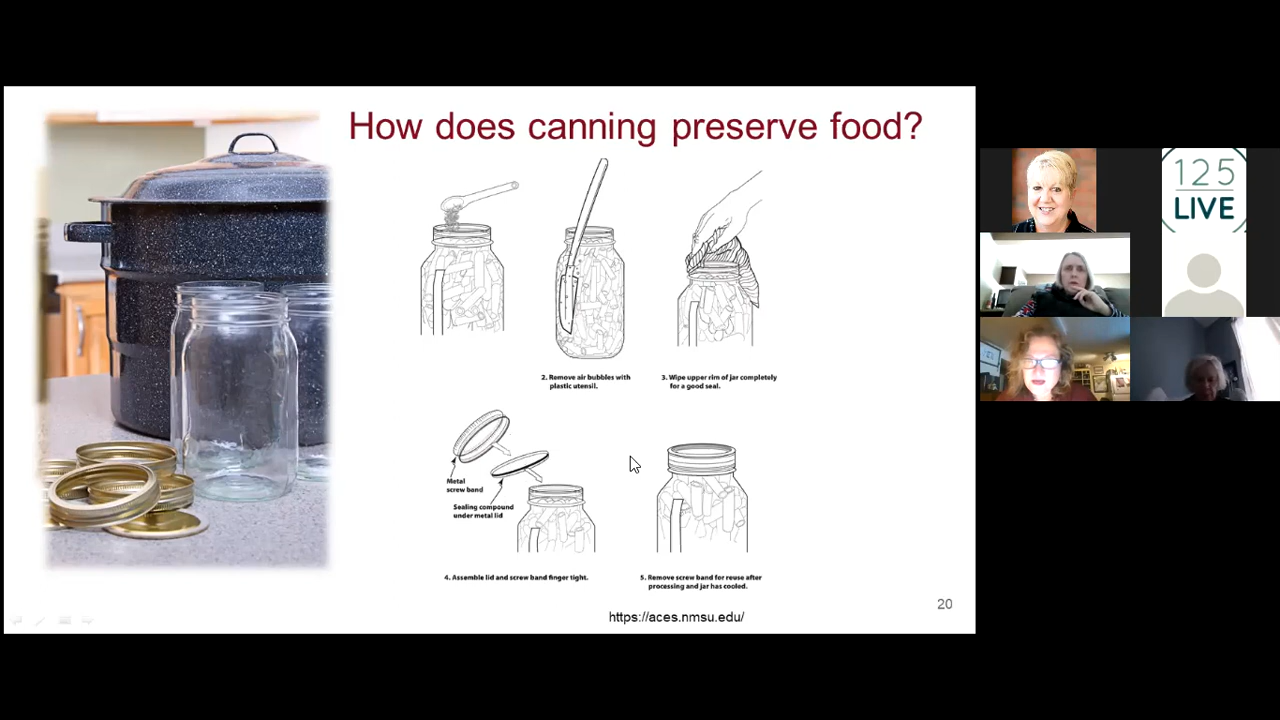 How does canning preserve food?
125
LIVE
2. Remove air bubbles with
plastic utensil.
3. Wipe upper rim of jar completely
for a good seal.
Metal
screw band
Sealing compound
under metal lid
4. Assemble lid and screw band finger tight.
5. Remove screw band for reuse after
processing and jar has cooled.
20
https://aces.nmsu.edu/